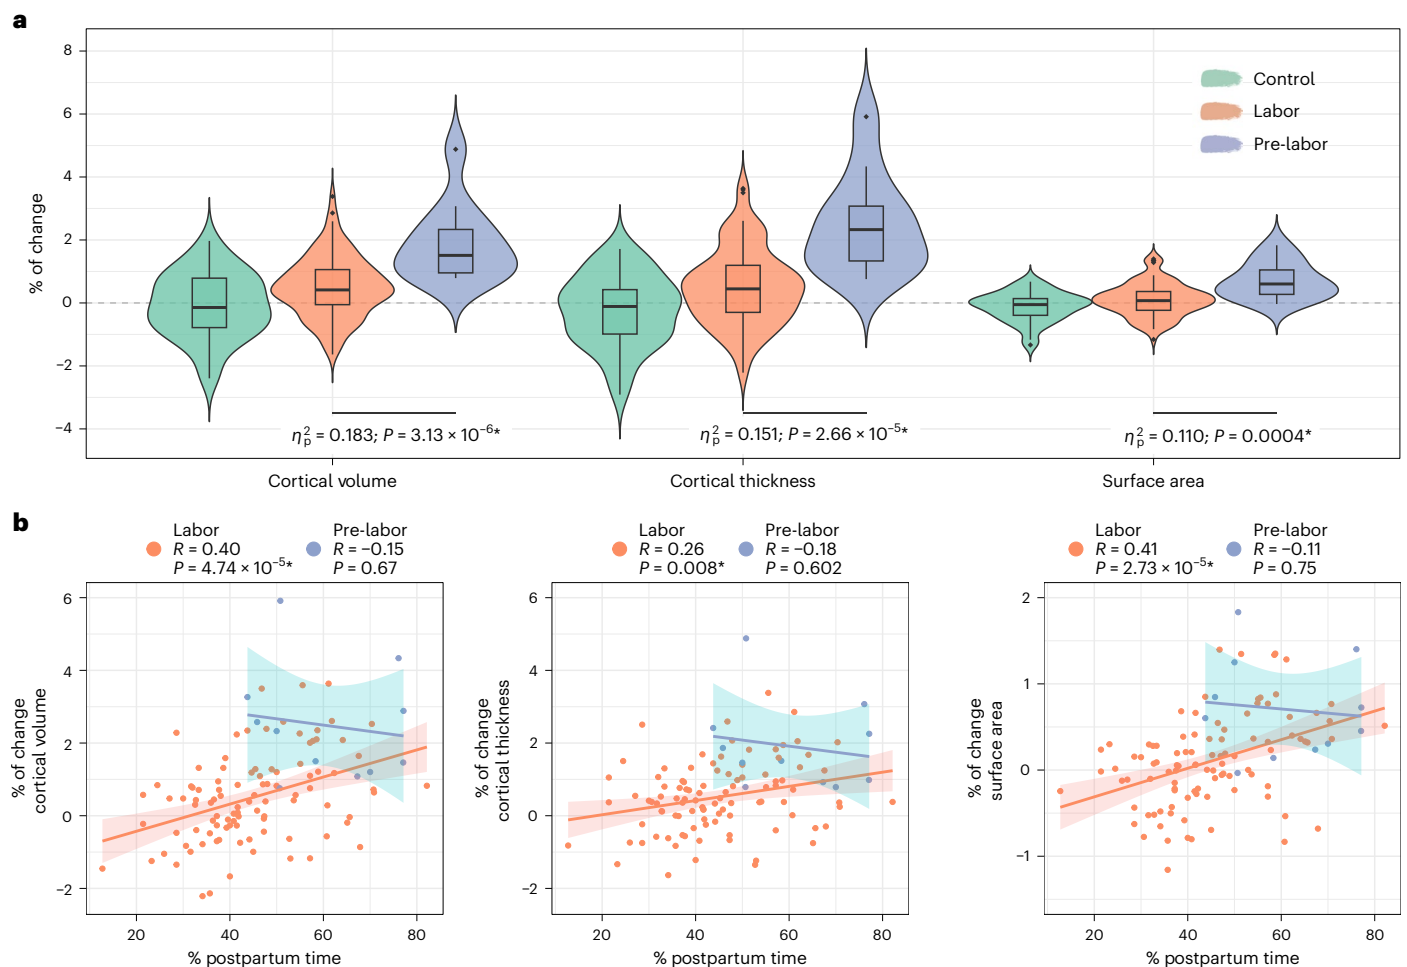 a
8
6
4
2
0
−2
−4
% of change
Control
Labor
Pre-labor
η²ₚ = 0.183; P = 3.13 × 10⁻⁶*
η²ₚ = 0.151; P = 2.66 × 10⁻⁵*
η²ₚ = 0.110; P = 0.0004*
Cortical volume
Cortical thickness
Surface area
b
Labor
R = 0.40
P = 4.74 × 10⁻⁵*
Pre-labor
R = −0.15
P = 0.67
6
4
2
0
−2
% of change
cortical volume
20 40 60 80
% postpartum time
Labor
R = 0.26
P = 0.008*
Pre-labor
R = −0.18
P = 0.602
6
4
2
0
−2
% of change
cortical thickness
20 40 60 80
% postpartum time
Labor
R = 0.41
P = 2.73 × 10⁻⁵*
Pre-labor
R = −0.11
P = 0.75
2
1
0
−1
% of change
surface area
20 40 60 80
% postpartum time